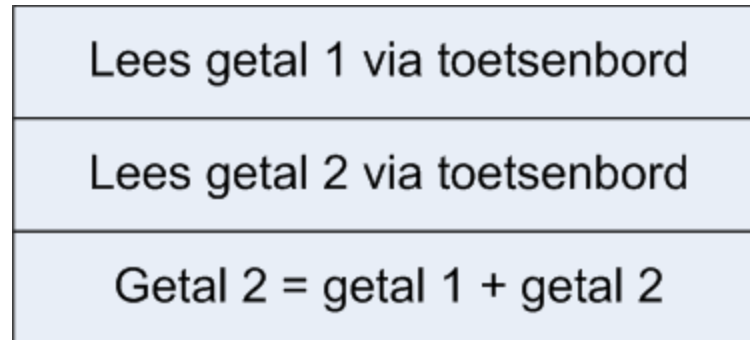 Lees getal 1 via toetsenbord
Lees getal 2 via toetsenbord
Getal 2 = getal 1 + getal 2